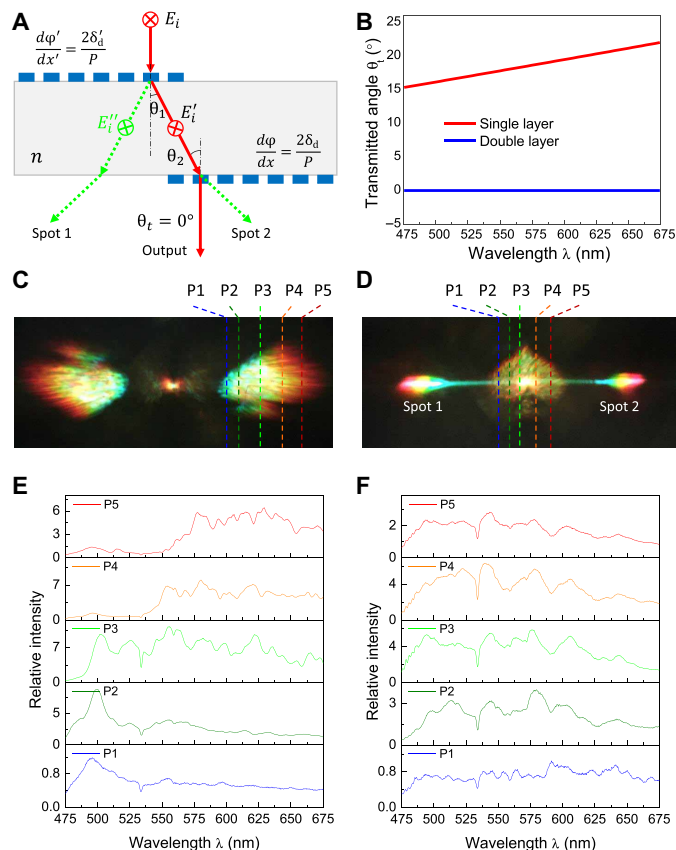 A
E_i
dφ′/dx′ = 2δ′_d/P
θ_1
E_i′′
E_i′
n
θ_2
dφ/dx = 2δ_d/P
θ_t = 0°
Spot 1
Output
Spot 2
B
Transmitted angle θ_t (°)
25
20
15
10
5
0
–5
Single layer
Double layer
475 500 525 550 575 600 625 650 675
Wavelength λ (nm)
C
P1 P2 P3 P4 P5
D
P1 P2 P3 P4 P5
Spot 1
Spot 2
E
Relative intensity
P5
6
3
0
P4
7
0
P3
7
0
P2
5
0
P1
0.8
0.0
475 500 525 550 575 600 625 650 675
Wavelength λ (nm)
F
Relative intensity
P5
2
0
P4
4
0
P3
4
0
P2
3
0
P1
0.8
0.0
475 500 525 550 575 600 625 650 675
Wavelength λ (nm)